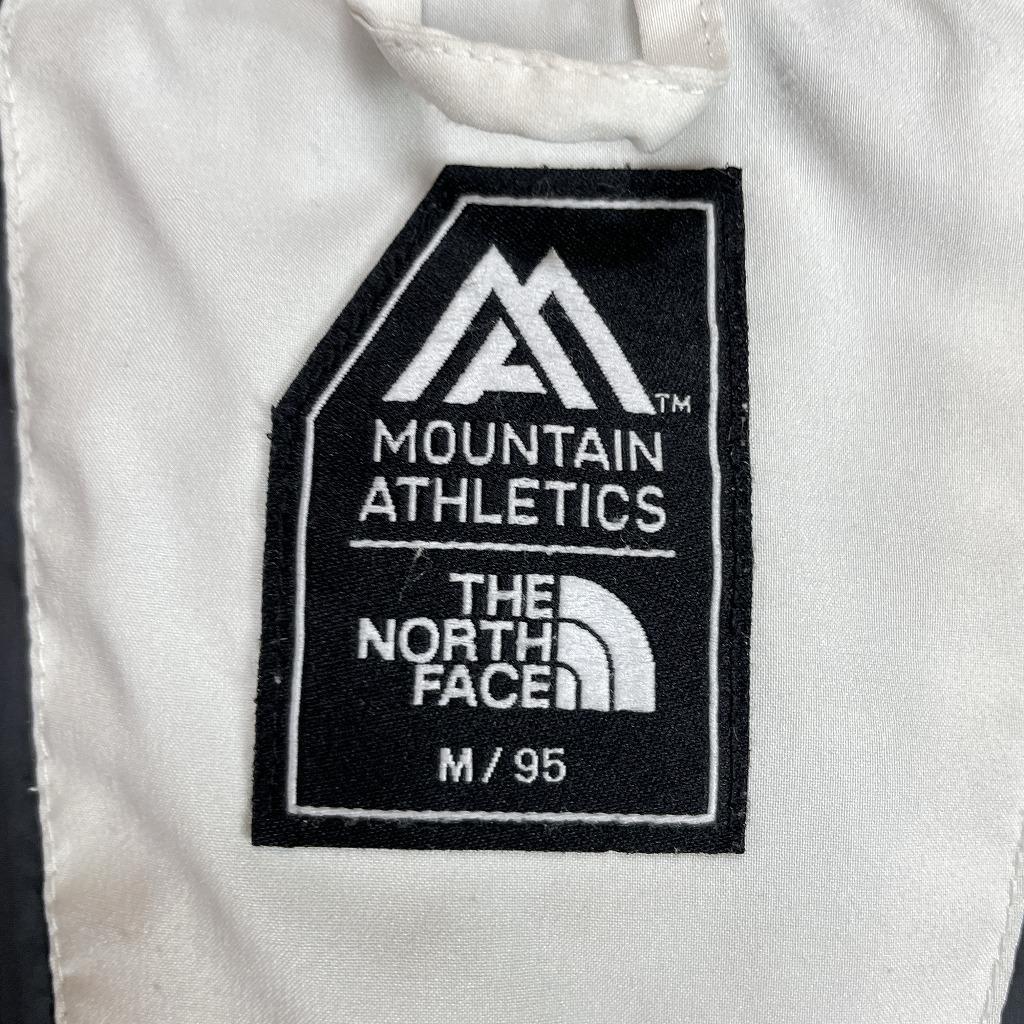 TM
MOUNTAIN
ATHLETICS
THE
NORTH
FACE
M/95